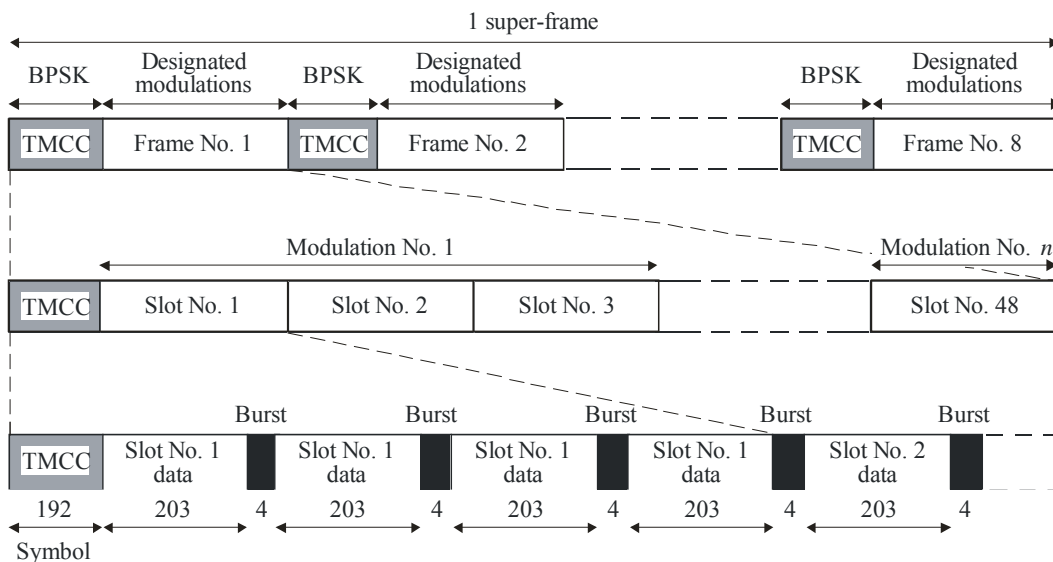 1 super-frame
BPSK
Designated
modulations
BPSK
Designated
modulations
BPSK
Designated
modulations
TMCC
Frame No. 1
TMCC
Frame No. 2
TMCC
Frame No. 8
Modulation No. 1
Modulation No. n
TMCC
Slot No. 1
Slot No. 2
Slot No. 3
Slot No. 48
Burst
Burst
Burst
Burst
Burst
TMCC
Slot No. 1
data
Slot No. 1
data
Slot No. 1
data
Slot No. 1
data
Slot No. 2
data
192
203
4
203
4
203
4
203
4
203
4
Symbol